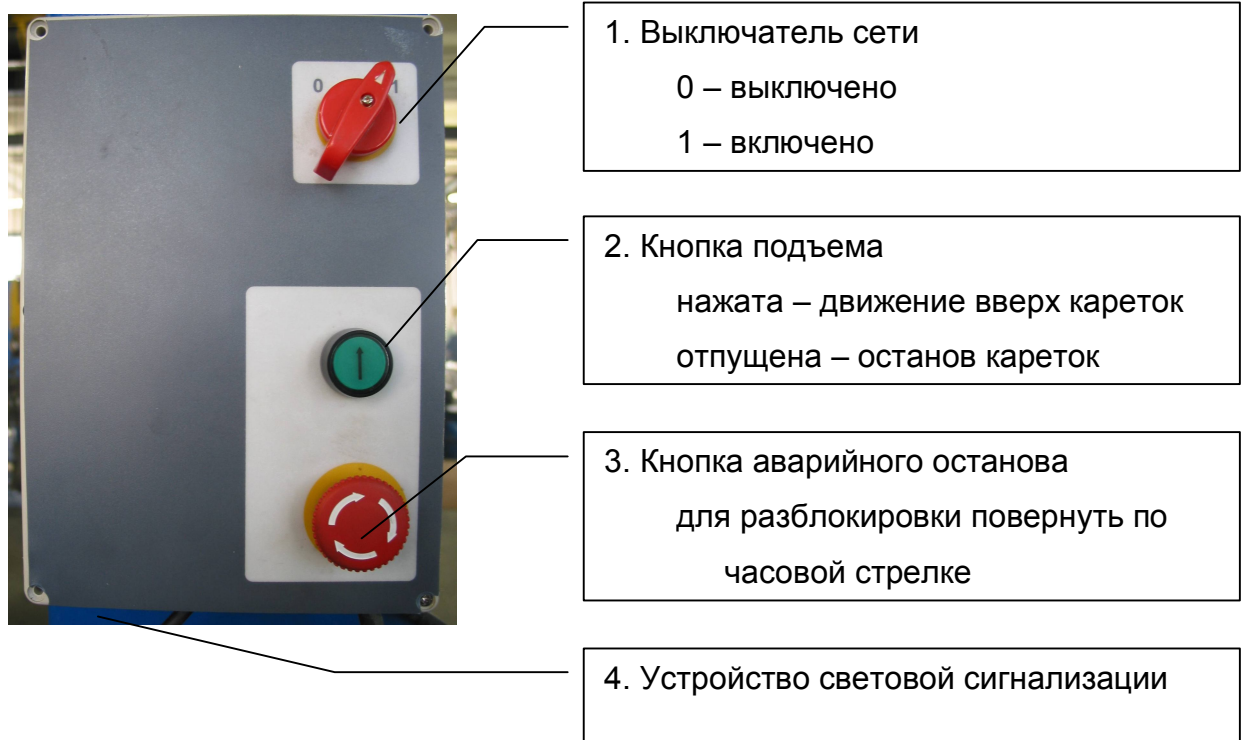 0 1
1. Выключатель сети
0 – выключено
1 – включено
2. Кнопка подъема
нажата – движение вверх кареток
отпущена – останов кареток
3. Кнопка аварийного останова
для разблокировки повернуть по
часовой стрелке
4. Устройство световой сигнализации